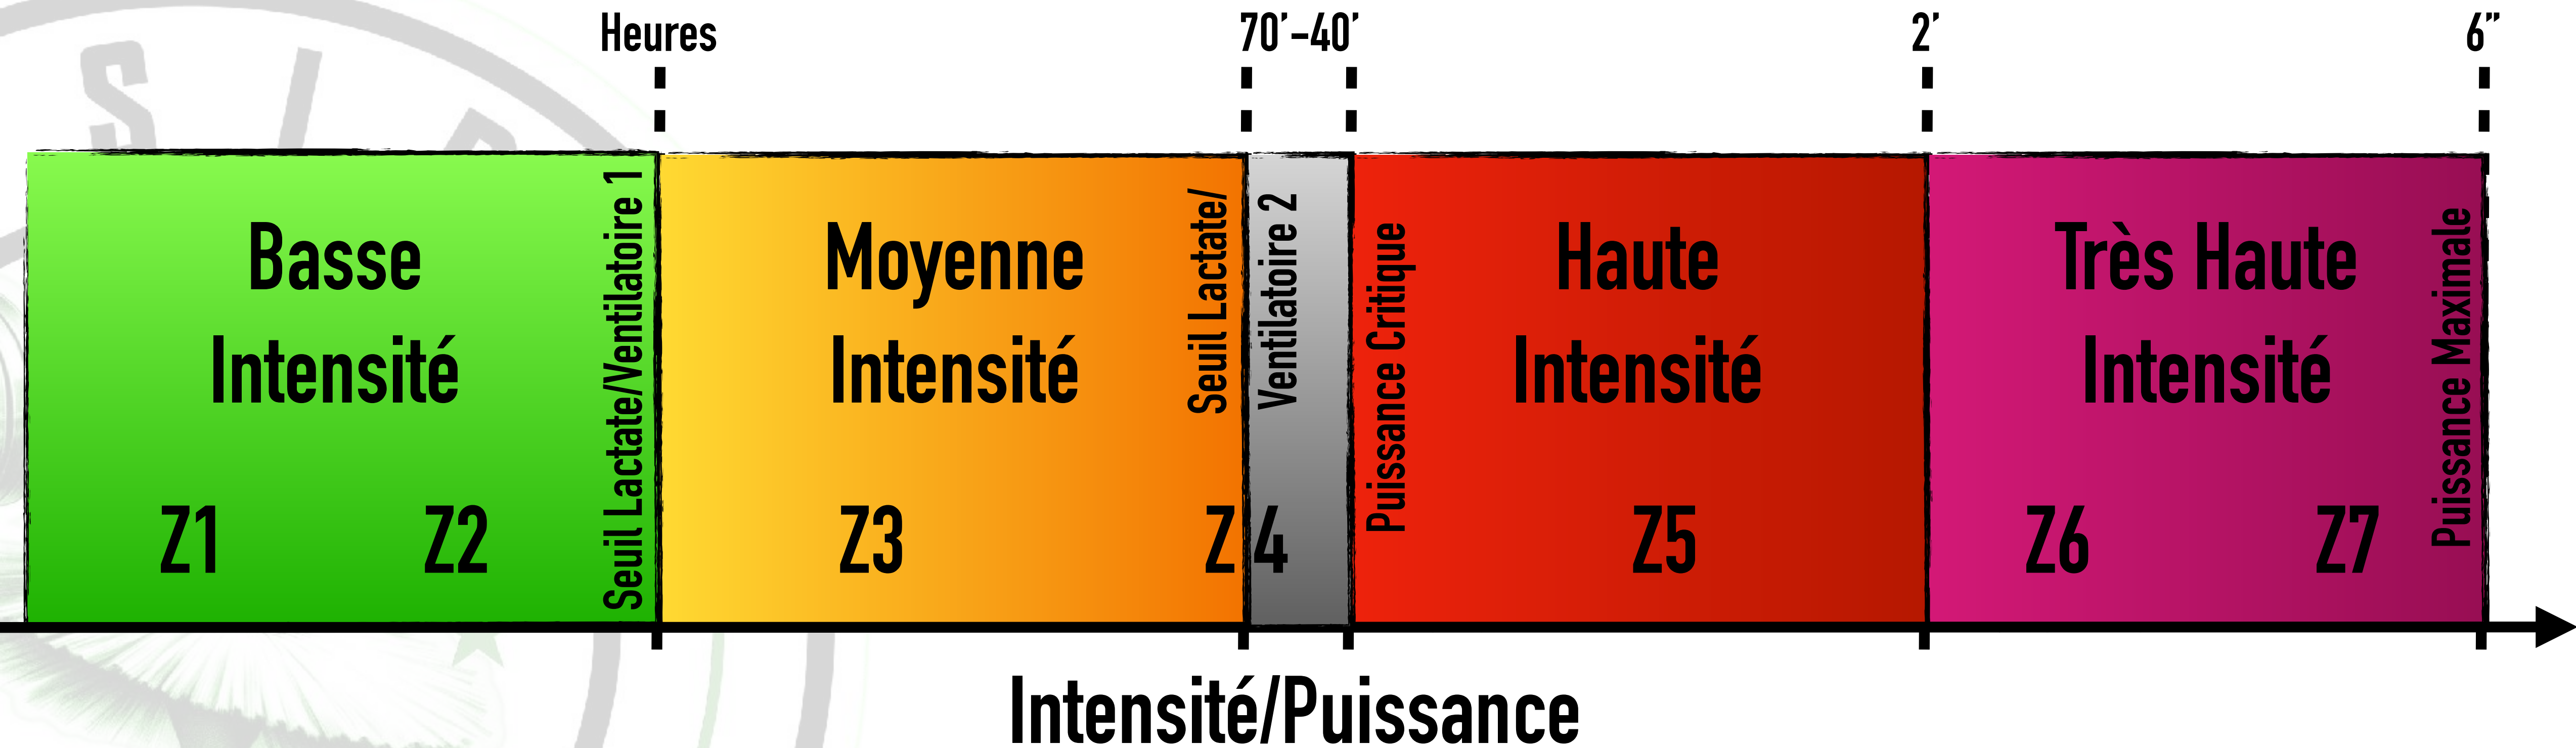 Heures
70’-40’
2’
6’’
Basse
Intensité
Z1
Z2
Seuil Lactate/Ventilatoire 1
Moyenne
Intensité
Z3
Seuil Lactate/
Ventilatoire 2
Z4
Puissance Critique
Haute
Intensité
Z5
Très Haute
Intensité
Z6
Z7
Puissance Maximale
Intensité/Puissance